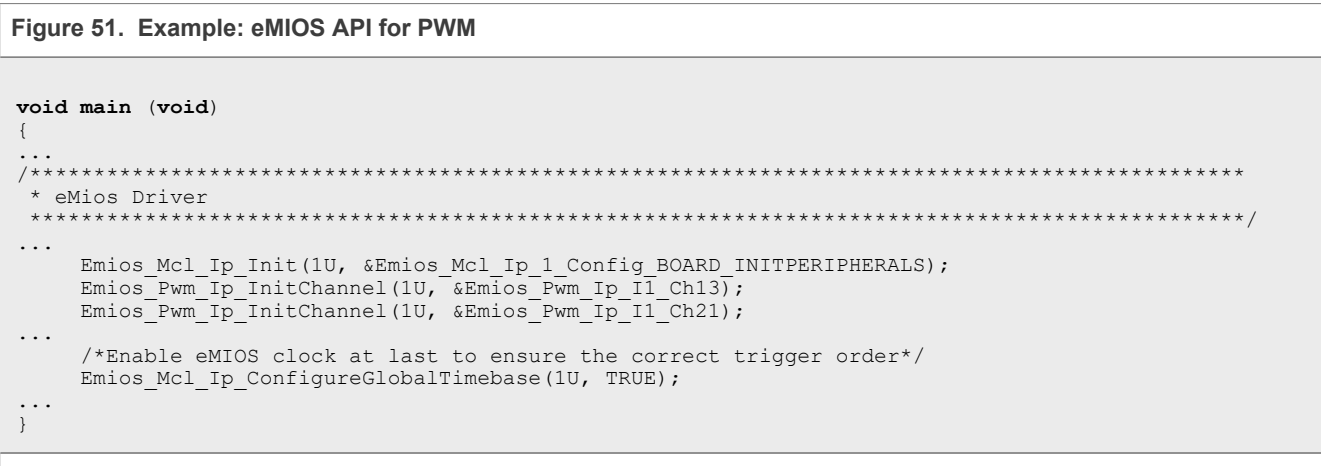 Figure 51.  Example: eMIOS API for PWM
void main (void)
{
...
/*********************************************************************************************
 * eMios Driver
 *********************************************************************************************/
...
     Emios_Mcl_Ip_Init(1U, &Emios_Mcl_Ip_1_Config_BOARD_INITPERIPHERALS);
     Emios_Pwm_Ip_InitChannel(1U, &Emios_Pwm_Ip_I1_Ch13);
     Emios_Pwm_Ip_InitChannel(1U, &Emios_Pwm_Ip_I1_Ch21);
...
     /*Enable eMIOS clock at last to ensure the correct trigger order*/
     Emios_Mcl_Ip_ConfigureGlobalTimebase(1U, TRUE);
...
}